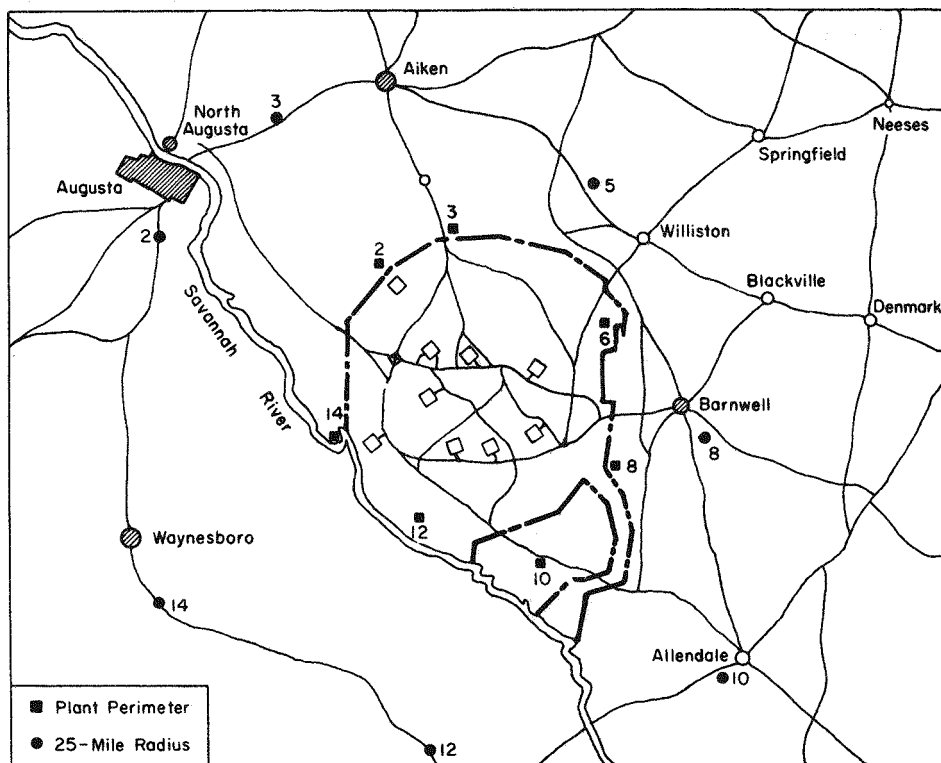 Aiken
3
North
Augusta
Neeses
Springfield
Augusta
5
3
2
2
Williston
Savannah
River
Blackville
Denmark
6
14
Barnwell
8
8
12
Waynesboro
10
14
Allendale
10
Plant Perimeter
25-Mile Radius
12